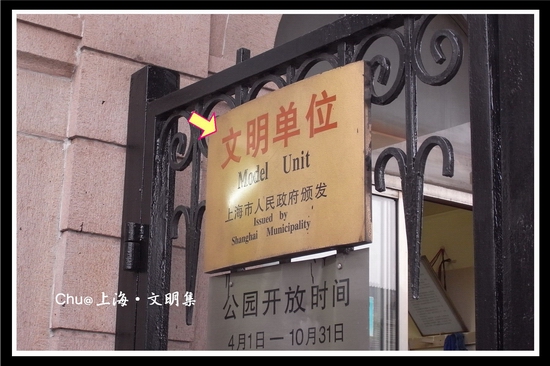 文明单位
Model Unit
上海市人民政府颁发
Issued by
Shanghai Municipality
公园开放时间
4月1日一10月31日
Chu@上海·文明集